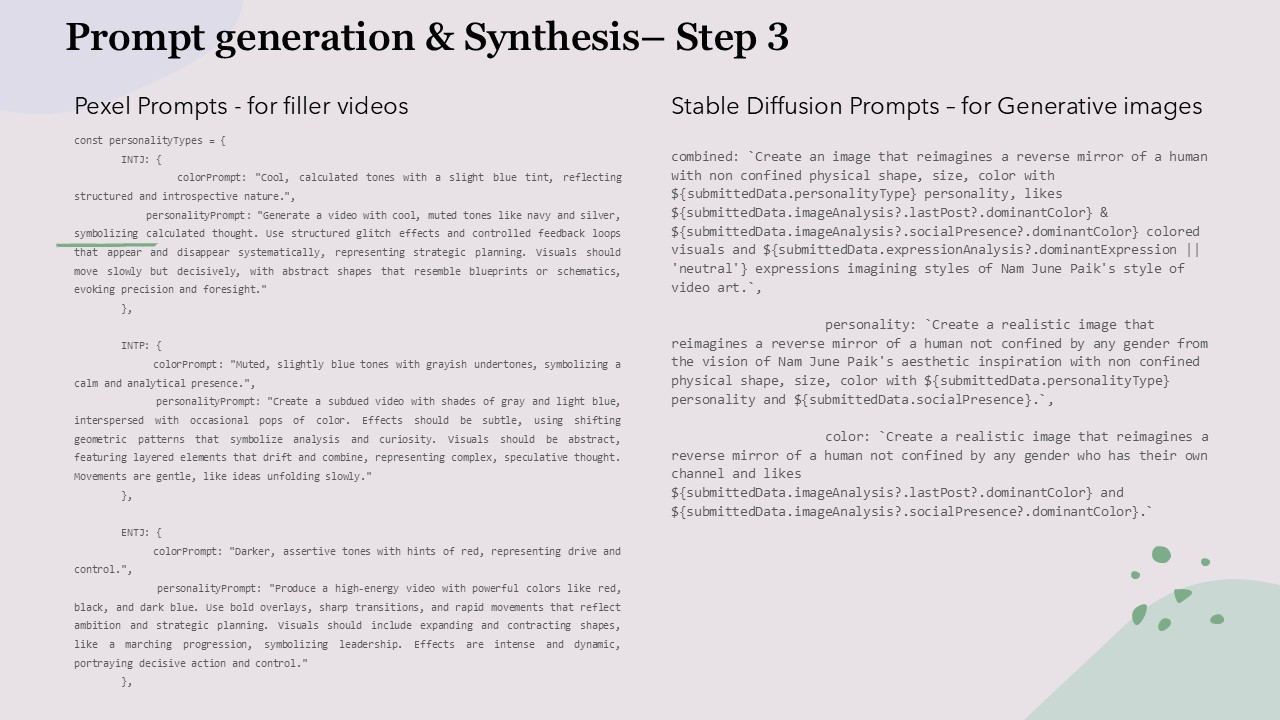 Prompt generation & Synthesis– Step 3
Pexel Prompts - for filler videos
const personalityTypes = {
INTJ: {
colorPrompt: "Cool, calculated tones with a slight blue tint, reflecting
structured and introspective nature.",
personalityPrompt: "Generate a video with cool, muted tones like navy and silver,
symbolizing calculated thought. Use structured glitch effects and controlled feedback loops
that appear and disappear systematically, representing strategic planning. Visuals should
move slowly but decisively, with abstract shapes that resemble blueprints or schematics,
evoking precision and foresight."
},
INTP: {
colorPrompt: "Muted, slightly blue tones with grayish undertones, symbolizing a
calm and analytical presence.",
personalityPrompt: "Create a subdued video with shades of gray and light blue,
interspersed with occasional pops of color. Effects should be subtle, using shifting
geometric patterns that symbolize analysis and curiosity. Visuals should be abstract,
featuring layered elements that drift and combine, representing complex, speculative thought.
Movements are gentle, like ideas unfolding slowly."
},
ENTJ: {
colorPrompt: "Darker, assertive tones with hints of red, representing drive and
control.",
personalityPrompt: "Produce a high-energy video with powerful colors like red,
black, and dark blue. Use bold overlays, sharp transitions, and rapid movements that reflect
ambition and strategic planning. Visuals should include expanding and contracting shapes,
like a marching progression, symbolizing leadership. Effects are intense and dynamic,
portraying decisive action and control."
},
Stable Diffusion Prompts – for Generative images
combined: `Create an image that reimagines a reverse mirror of a human
with non confined physical shape, size, color with
${submittedData.personalityType} personality, likes
${submittedData.imageAnalysis?.lastPost?.dominantColor} &
${submittedData.imageAnalysis?.socialPresence?.dominantColor} colored
visuals and ${submittedData.expressionAnalysis?.dominantExpression ||
'neutral'} expressions imagining styles of Nam June Paik's style of
video art.`,
personality: `Create a realistic image that
reimagines a reverse mirror of a human not confined by any gender from
the vision of Nam June Paik's aesthetic inspiration with non confined
physical shape, size, color with ${submittedData.personalityType}
personality and ${submittedData.socialPresence}.`,
color: `Create a realistic image that reimagines a
reverse mirror of a human not confined by any gender who has their own
channel and likes
${submittedData.imageAnalysis?.lastPost?.dominantColor} and
${submittedData.imageAnalysis?.socialPresence?.dominantColor}.`